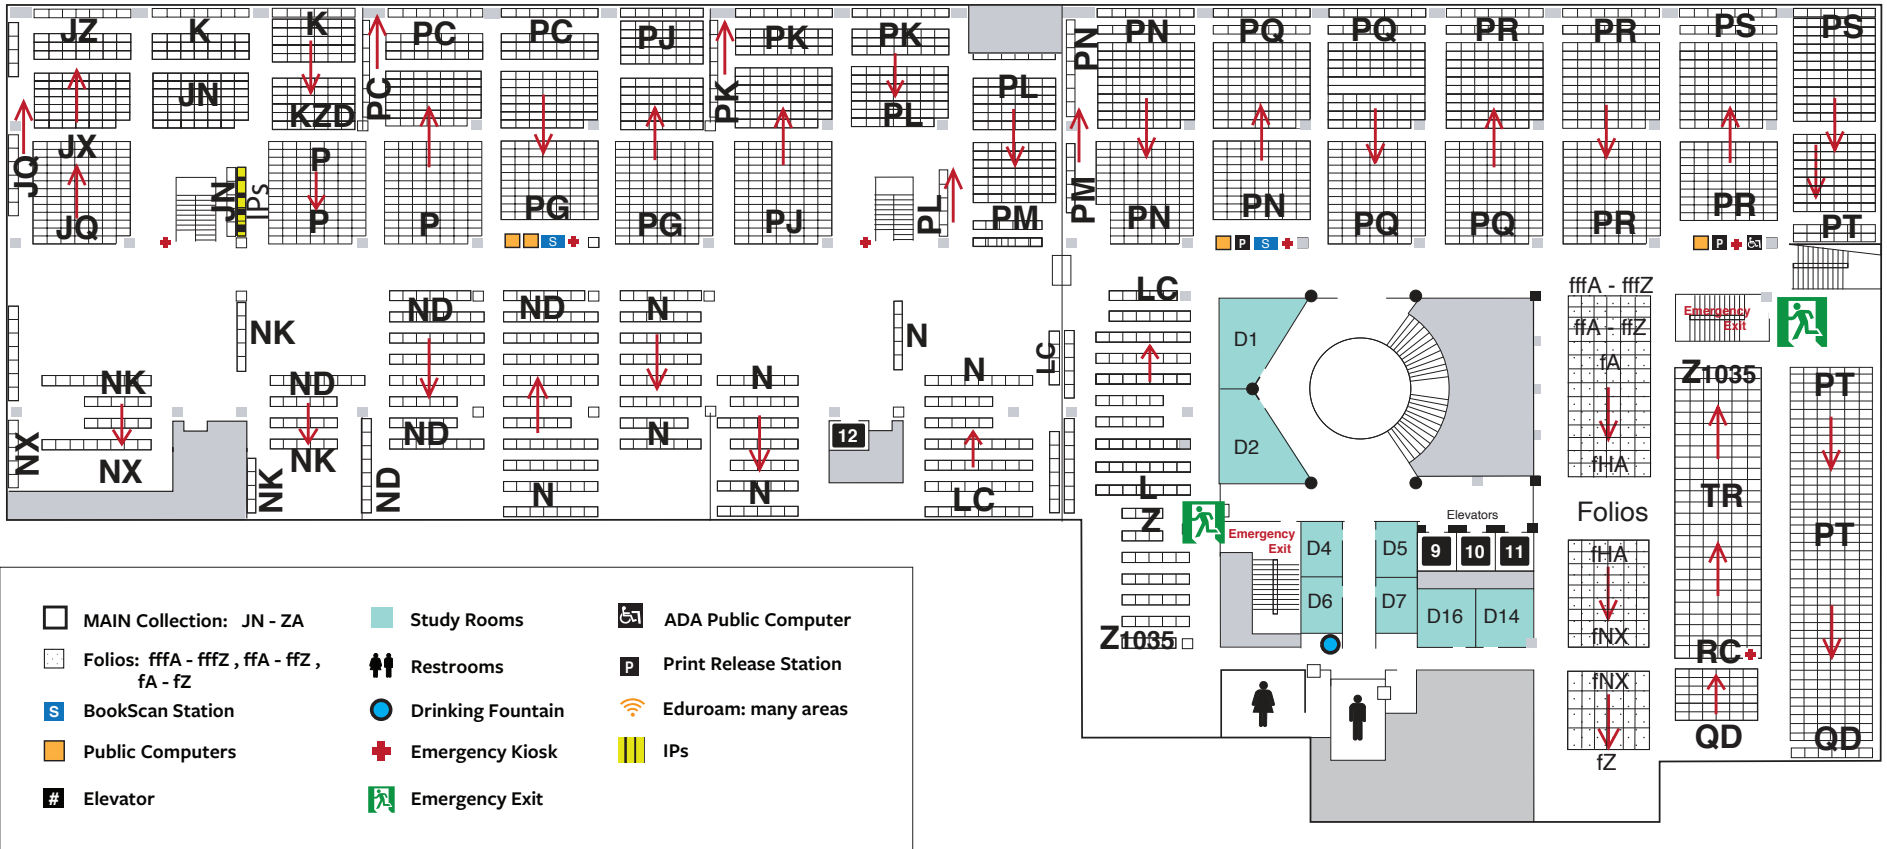 JZ K K PC PC PJ PK PK PN PN PQ PQ PR PR PS PS
JN KZD PC PK PL PL
JX P
JQ JN IPs PL PM PM
JQ P P PG PG PJ PN PN PQ PQ PR PR PT
S P S P
LC fffA - fffZ
NK ND ND N N LC D1 ffA - ffZ Emergency
Exit
fA
NK ND N N Z1035 PT
ND N 12 D2
NX NX NK fHA
NK ND N N LC L TR
Z Folios
Emergency
Exit
Elevators
D4 D5 9 10 11 fHA PT
D6 D7 D16 D14
fNX
Z1035 RC
fNX
QD QD
fZ
MAIN Collection: JN - ZA
Folios: fffA - fffZ , ffA - ffZ ,
fA - fZ
S BookScan Station
Public Computers
# Elevator
Study Rooms
Restrooms
Drinking Fountain
Emergency Kiosk
Emergency Exit
ADA Public Computer
P Print Release Station
Eduroam: many areas
IPs